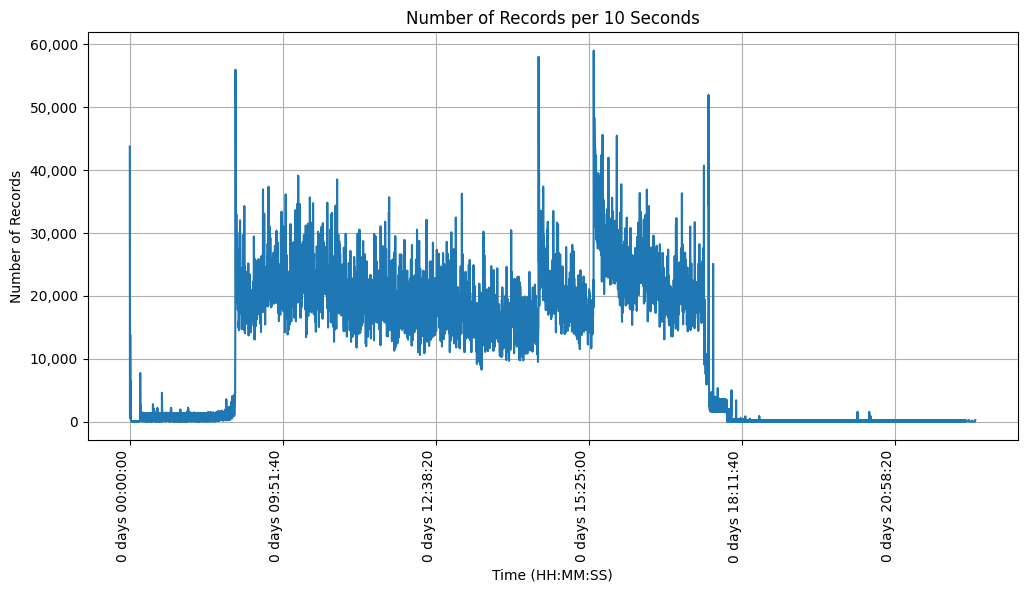 Number of Records per 10 Seconds
60,000
50,000
40,000
30,000
20,000
10,000
0
Number of Records
0 days 00:00:00
0 days 09:51:40
0 days 12:38:20
0 days 15:25:00
0 days 18:11:40
0 days 20:58:20
Time (HH:MM:SS)